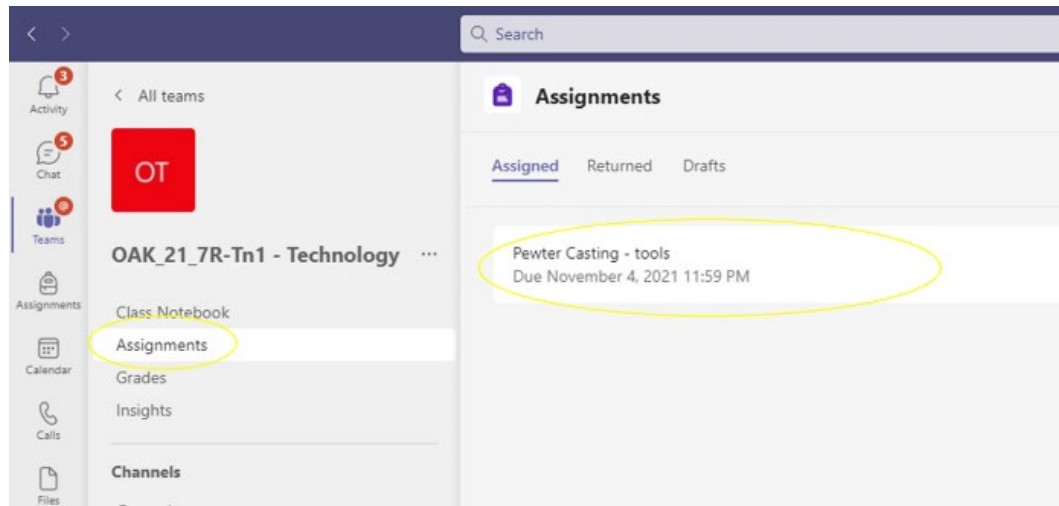 Search
3
Activity
5
Chat
Teams
Assignments
Calendar
Calls
Files
All teams
OT
OAK_21_7R-Tn1 - Technology ...
Class Notebook
Assignments
Grades
Insights
Channels
Assignments
Assigned Returned Drafts
Pewter Casting - tools
Due November 4, 2021 11:59 PM